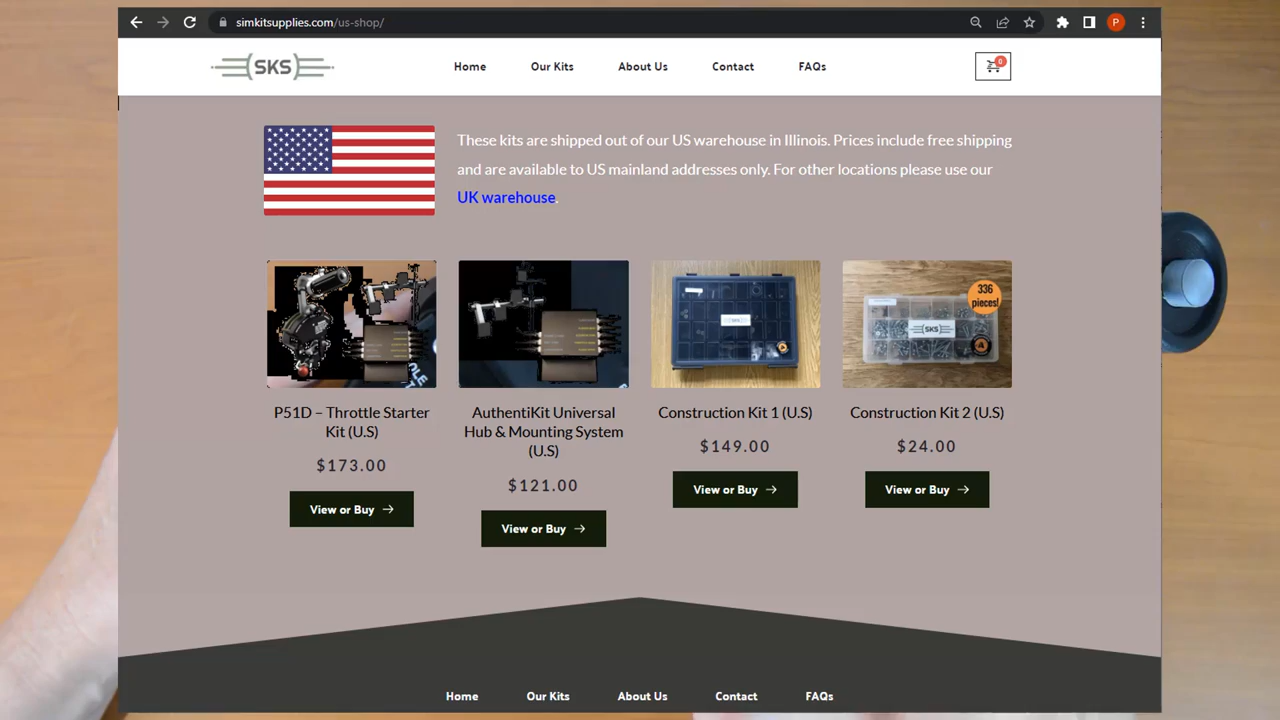 simkitsupplies.com/us-shop/
P
SKS
Home Our Kits About Us Contact FAQs
0
These kits are shipped out of our US warehouse in Illinois. Prices include free shipping
and are available to US mainland addresses only. For other locations please use our
UK warehouse.
336
pieces!
SKS
P51D – Throttle Starter
Kit (U.S)
$173.00
View or Buy →
AuthentiKit Universal
Hub & Mounting System
(U.S)
$121.00
View or Buy →
Construction Kit 1 (U.S)
$149.00
View or Buy →
Construction Kit 2 (U.S)
$24.00
View or Buy →
Home Our Kits About Us Contact FAQs